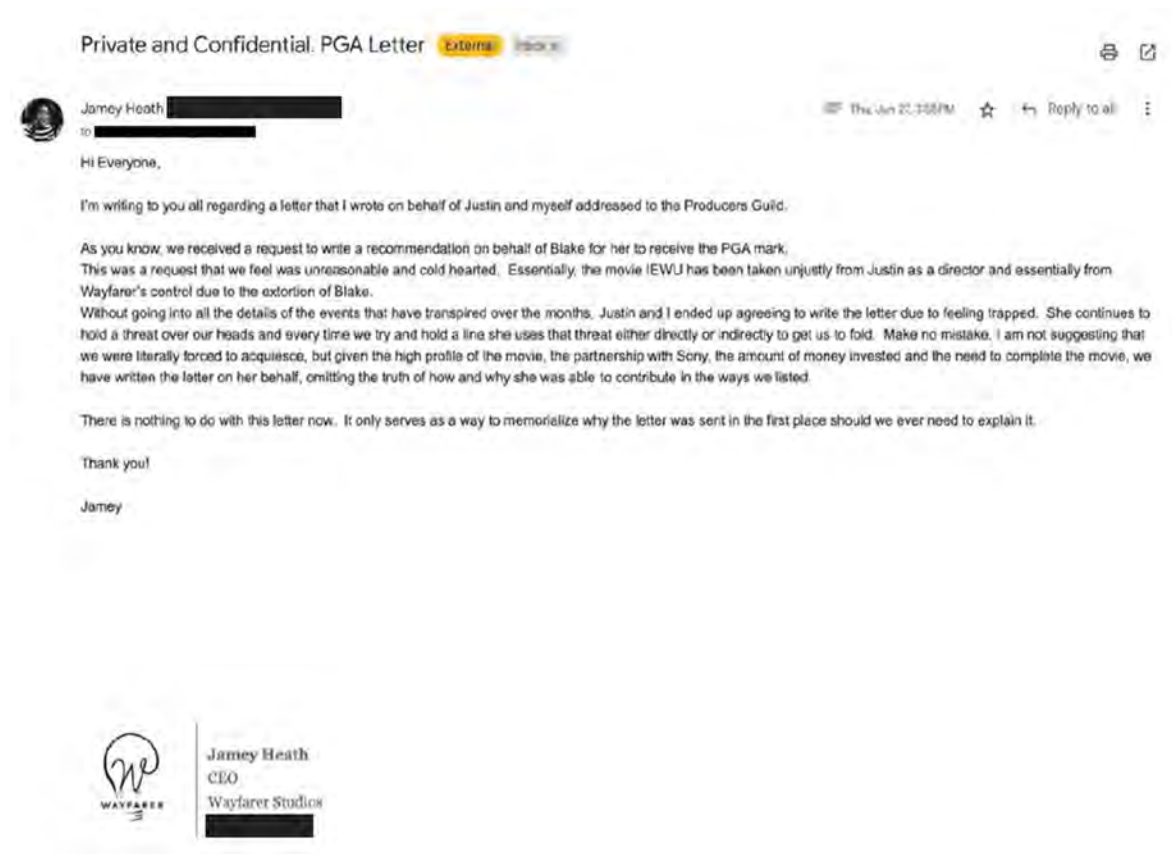 Private and Confidential. PGA Letter External
Jamey Heath
to
Reply to all
Hi Everyone,
I'm writing to you all regarding a letter that I wrote on behalf of Justin and myself addressed to the Producers Guild.
As you know, we received a request to write a recommendation on behalf of Blake for her to receive the PGA mark.
This was a request that we feel was unreasonable and cold hearted. Essentially, the movie IEWU has been taken unjustly from Justin as a director and essentially from
Wayfarer's control due to the extortion of Blake.
Without going into all the details of the events that have transpired over the months, Justin and I ended up agreeing to write the letter due to feeling trapped. She continues to
hold a threat over our heads and every time we try and hold a line she uses that threat either directly or indirectly to get us to fold. Make no mistake, I am not suggesting that
we were literally forced to acquiesce, but given the high profile of the movie, the partnership with Sony, the amount of money invested and the need to complete the movie, we
have written the letter on her behalf, omitting the truth of how and why she was able to contribute in the ways we listed.
There is nothing to do with this letter now. It only serves as a way to memorialize why the letter was sent in the first place should we ever need to explain it.
Thank you!
Jamey
WAYFARER
Jamey Heath
CEO
Wayfarer Studios